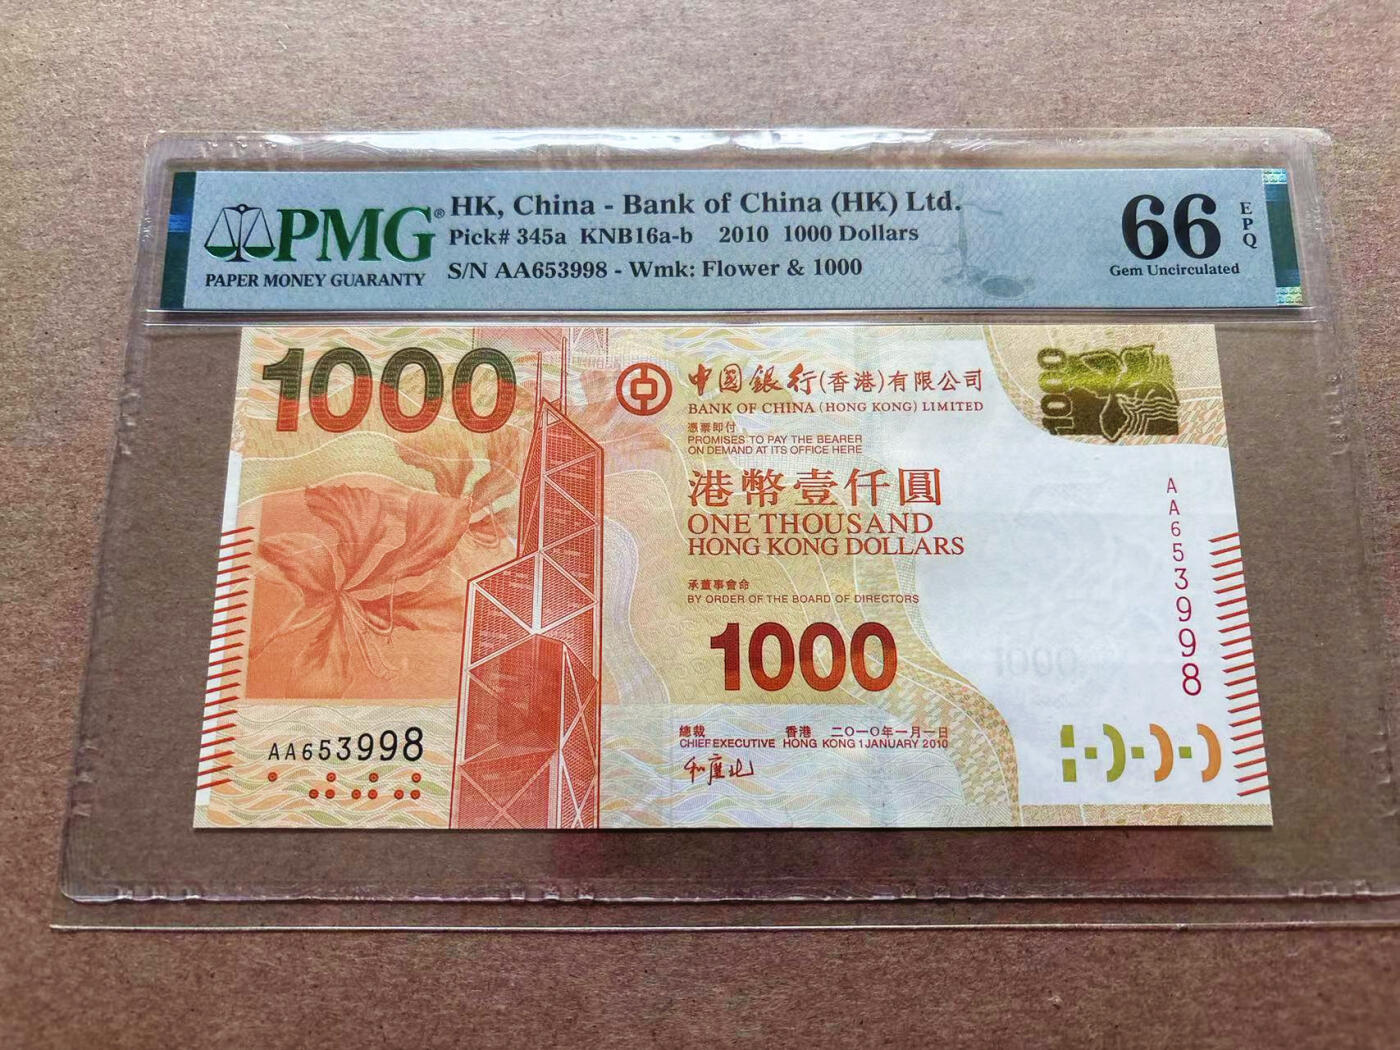 PMG®
PAPER MONEY GUARANTY
HK, China - Bank of China (HK) Ltd.
Pick# 345a KNB16a-b 2010 1000 Dollars
S/N AA653998 - Wmk: Flower & 1000
66
EPQ
Gem Uncirculated
1000
中國銀行(香港)有限公司
BANK OF CHINA (HONG KONG) LIMITED
憑票即付
PROMISES TO PAY THE BEARER
ON DEMAND AT ITS OFFICE HERE
港幣壹仟圓
ONE THOUSAND
HONG KONG DOLLARS
承董事會命
BY ORDER OF THE BOARD OF DIRECTORS
1000
總裁 香港 二〇一〇年一月一日
CHIEF EXECUTIVE HONG KONG 1 JANUARY 2010
和廣北
AA653998
1000
AA653998